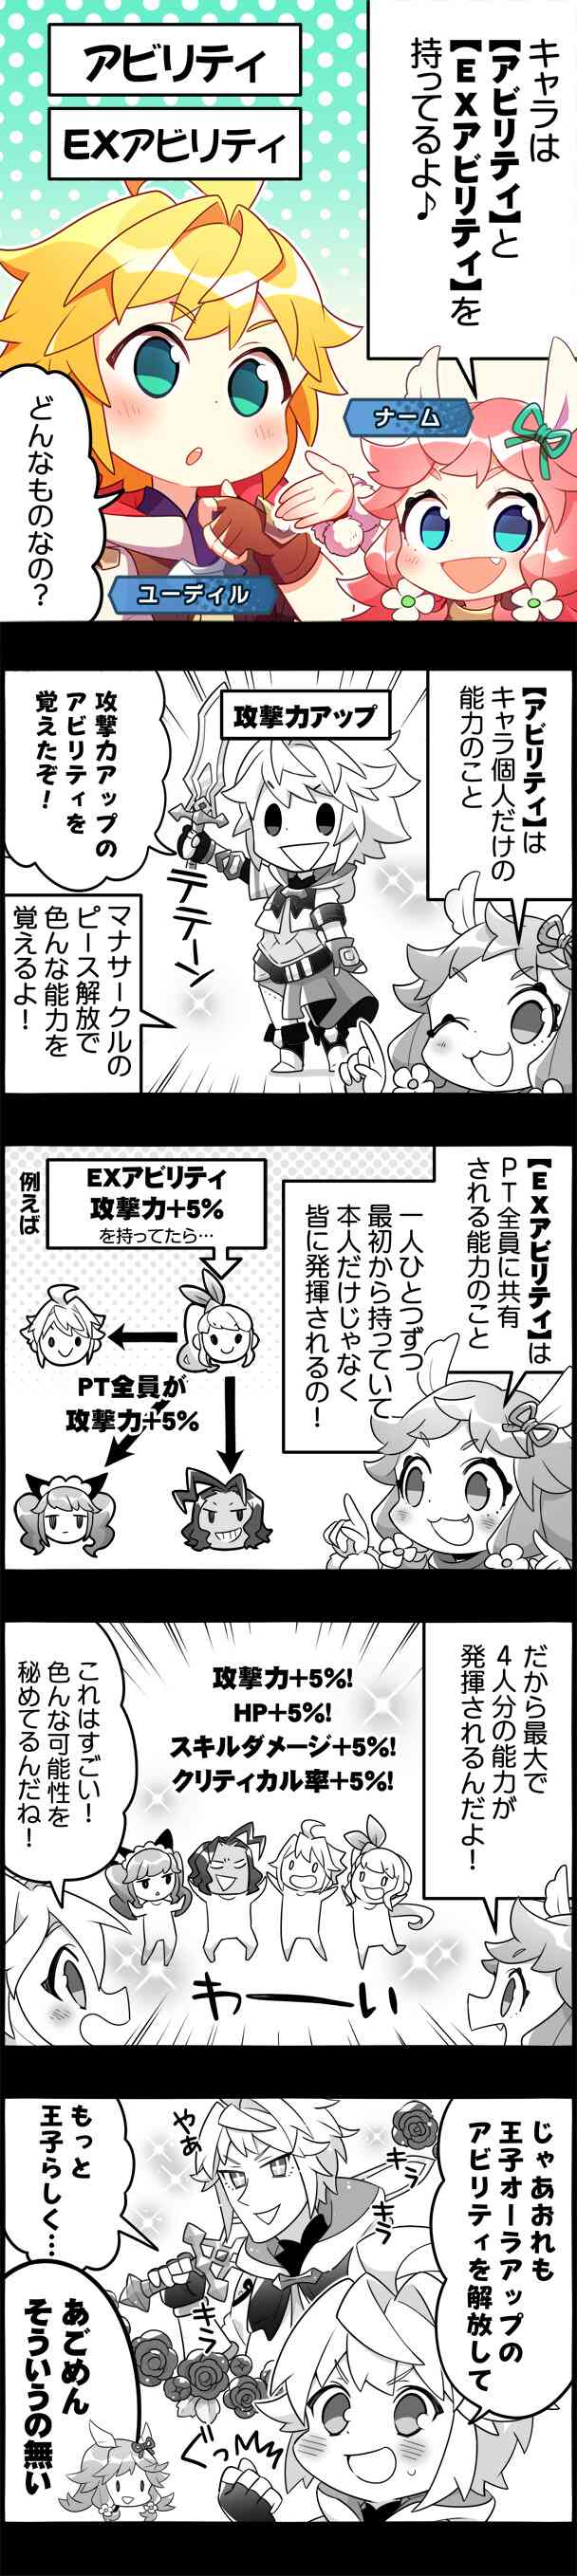 アビリティ
EXアビリティ
キャラは
【アビリティ】と
【EXアビリティ】を
持ってるよ♪
ナーム
どんなものなの？
ユーディル
【アビリティ】は
キャラ個人だけの
能力のこと
攻撃力アップ
攻撃力アップの
アビリティを
覚えたぞ！
テテーン
マナサークルの
ピース解放で
色んな能力を
覚えるよ！
【EXアビリティ】は
PT全員に共有
される能力のこと
一人ひとつずつ
最初から持っていて
本人だけじゃなく
皆に発揮されるの！
例えば
EXアビリティ
攻撃力+5%
を持ってたら…
PT全員が
攻撃力+5%
だから最大で
4人分の能力が
発揮されるんだよ！
攻撃力+5%!
HP+5%!
スキルダメージ+5%!
クリティカル率+5%!
これはすごい！
色んな可能性を
秘めてるんだね！
わーい
じゃあおれも
王子オーラアップの
アビリティを解放して
やあ
キラ
キラ
キラ
もっと
王子らしく…
ぐっ
あごめん
そういうの無い